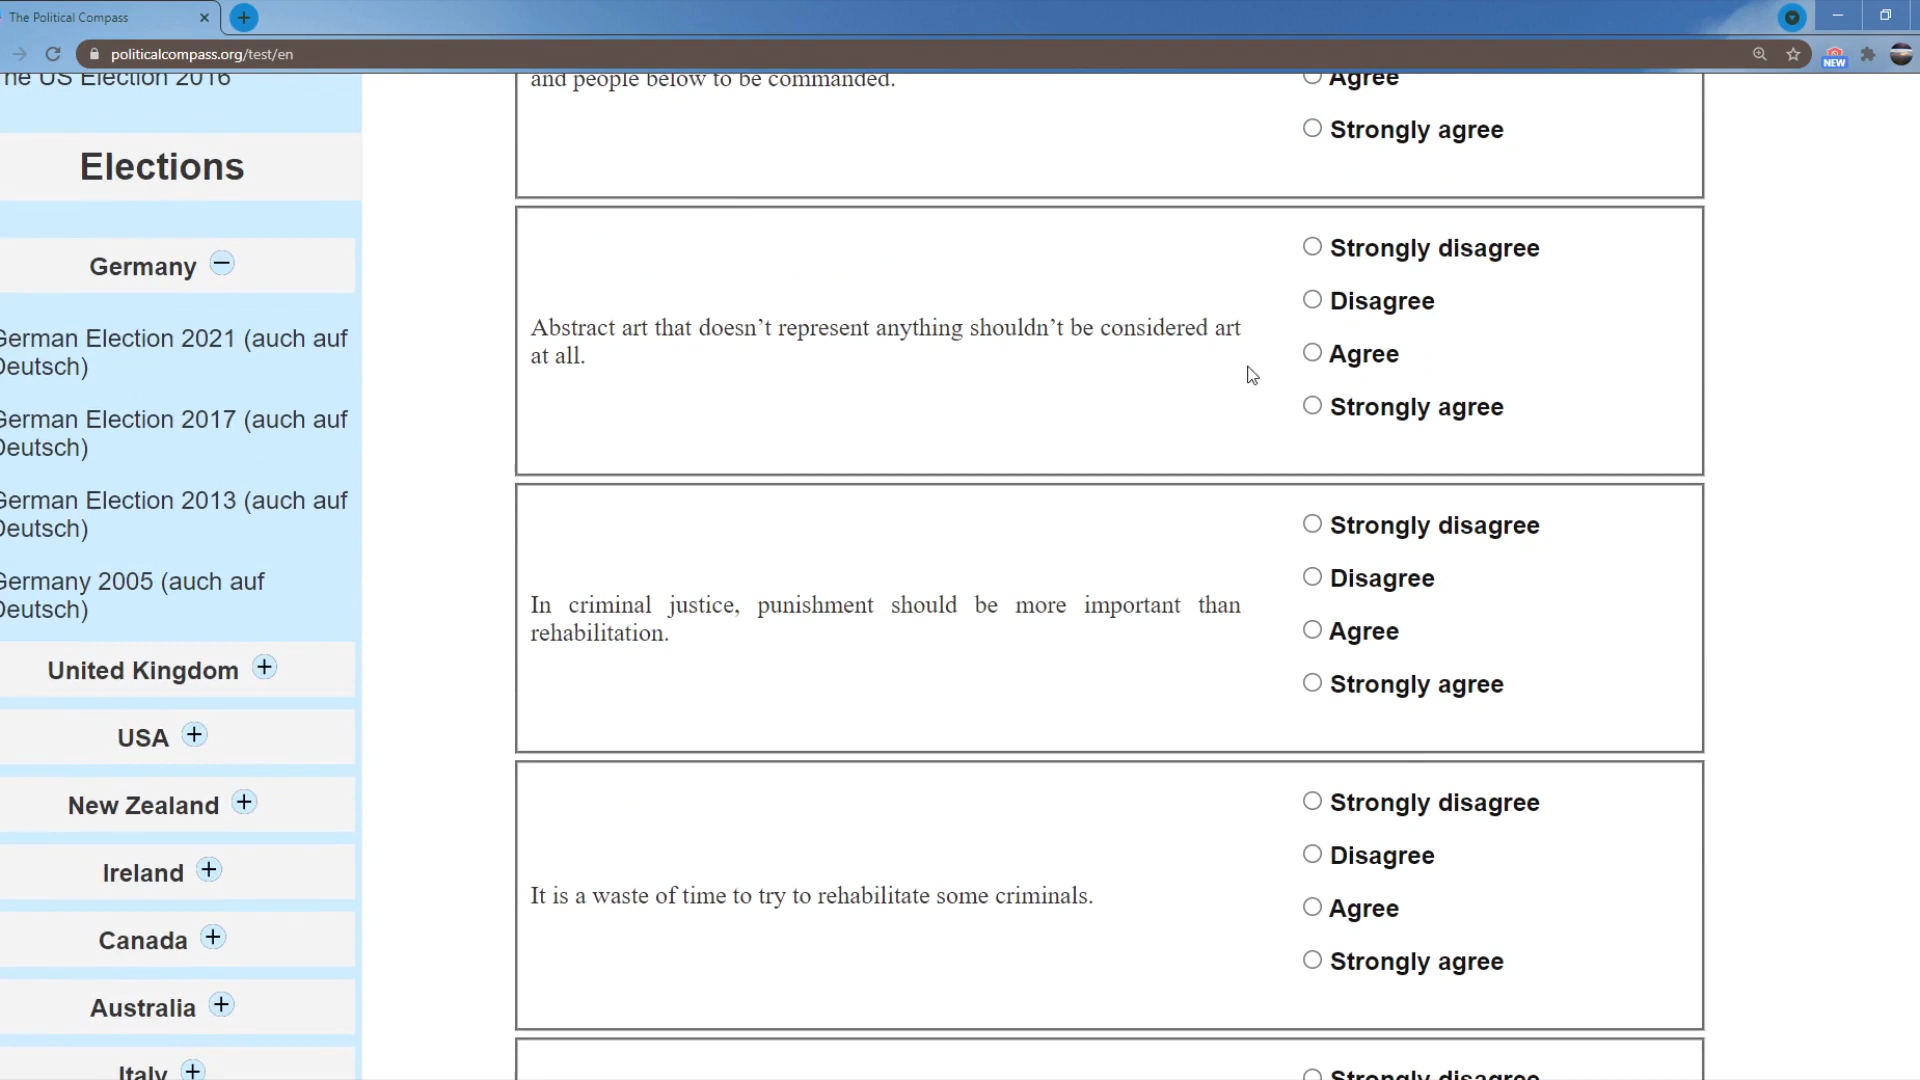 The Political Compass
politicalcompass.org/test/en
NEW
he US Election 2016
Elections
Germany
German Election 2021 (auch auf
Deutsch)
German Election 2017 (auch auf
Deutsch)
German Election 2013 (auch auf
Deutsch)
Germany 2005 (auch auf
Deutsch)
United Kingdom
USA
New Zealand
Ireland
Canada
Australia
Italy
and people below to be commanded.
Agree
Strongly agree
Abstract art that doesn’t represent anything shouldn’t be considered art
at all.
Strongly disagree
Disagree
Agree
Strongly agree
In criminal justice, punishment should be more important than
rehabilitation.
Strongly disagree
Disagree
Agree
Strongly agree
It is a waste of time to try to rehabilitate some criminals.
Strongly disagree
Disagree
Agree
Strongly agree
Strongly disagree